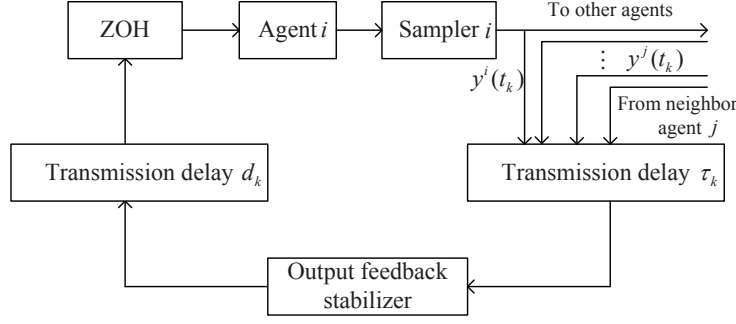 ZOH
Agent i
Sampler i
To other agents
y^i(t_k)
⋮ y^j(t_k)
From neighbor
agent j
Transmission delay d_k
Transmission delay τ_k
Output feedback
stabilizer